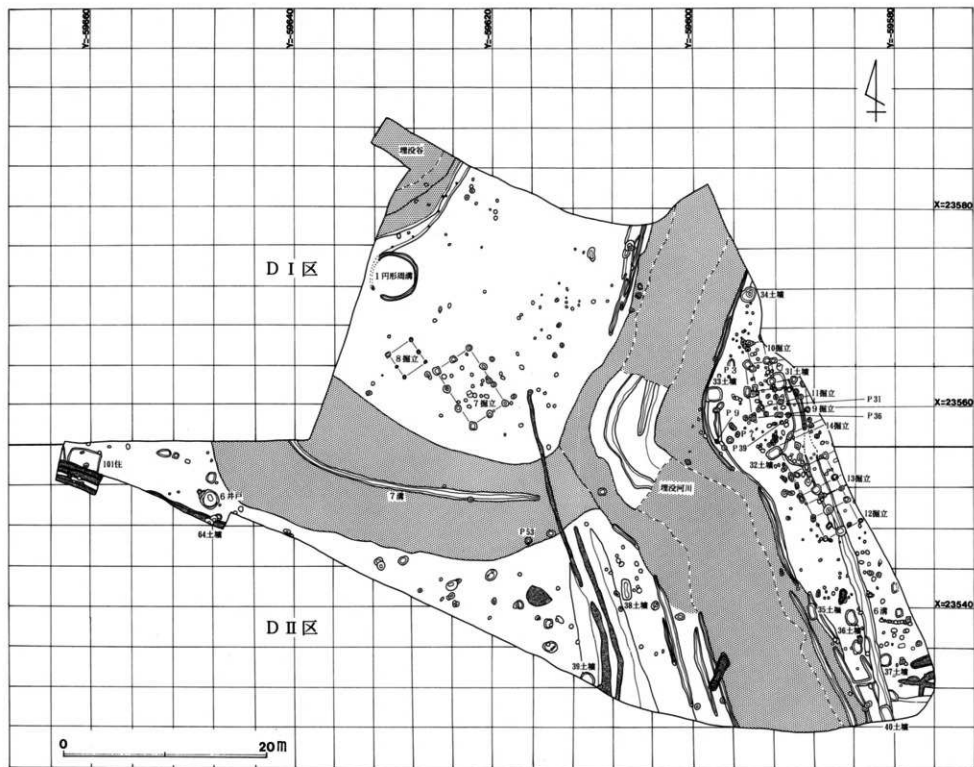 Y=-59660
Y=-59640
Y=-59620
Y=-59600
Y=-59580
埋没谷
X=23580
DⅠ区
1円形周溝
34土壙
10掘立
P3
31土壙
8掘立
33土壙
11掘立
P31
7掘立
9掘立
X=23560
P9
P36
14掘立
P39
32土壙
101住
13掘立
6井戸
7溝
埋没河川
12掘立
64土壙
P53
X=23540
38土壙
35土壙
6溝
DⅡ区
36土壙
39土壙
37土壙
40土壙
0 20m